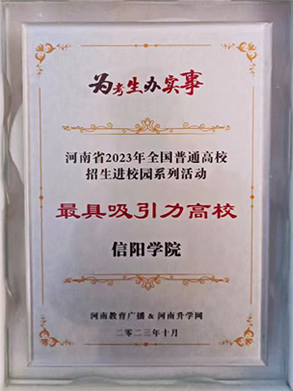 为考生办实事
河南省2023年全国普通高校
招生进校园系列活动
最具吸引力高校
信阳学院
河南教育广播&河南升学网
二〇二三年十月